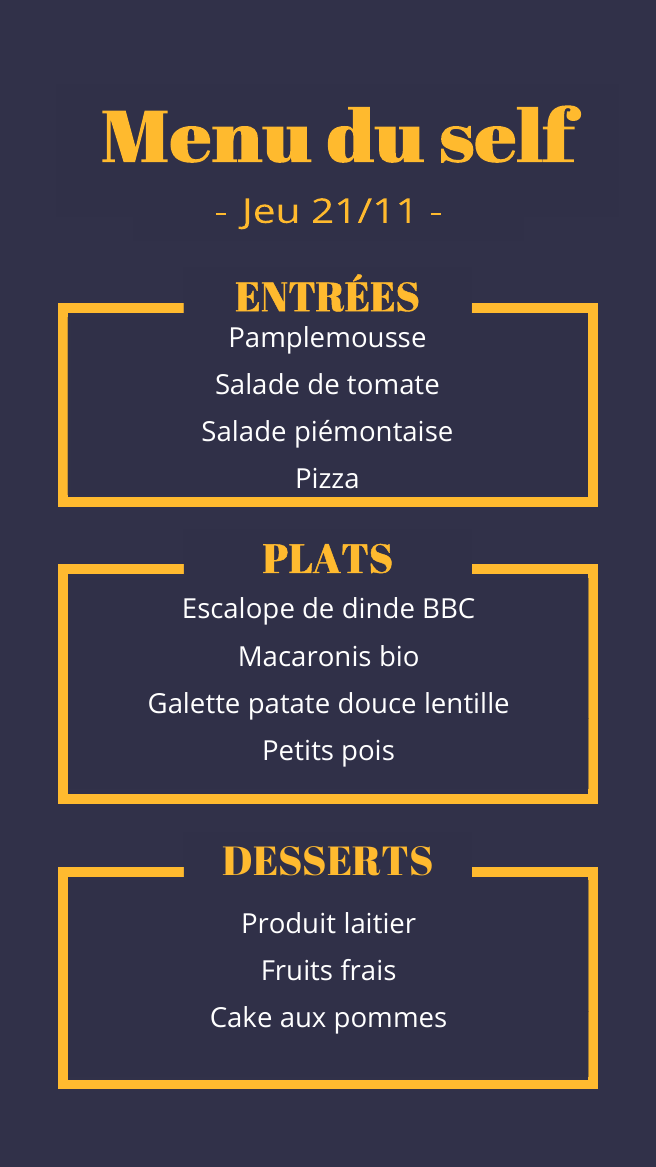 Menu du self
- Jeu 21/11 -
ENTRÉES
Pamplemousse
Salade de tomate
Salade piémontaise
Pizza
PLATS
Escalope de dinde BBC
Macaronis bio
Galette patate douce lentille
Petits pois
DESSERTS
Produit laitier
Fruits frais
Cake aux pommes